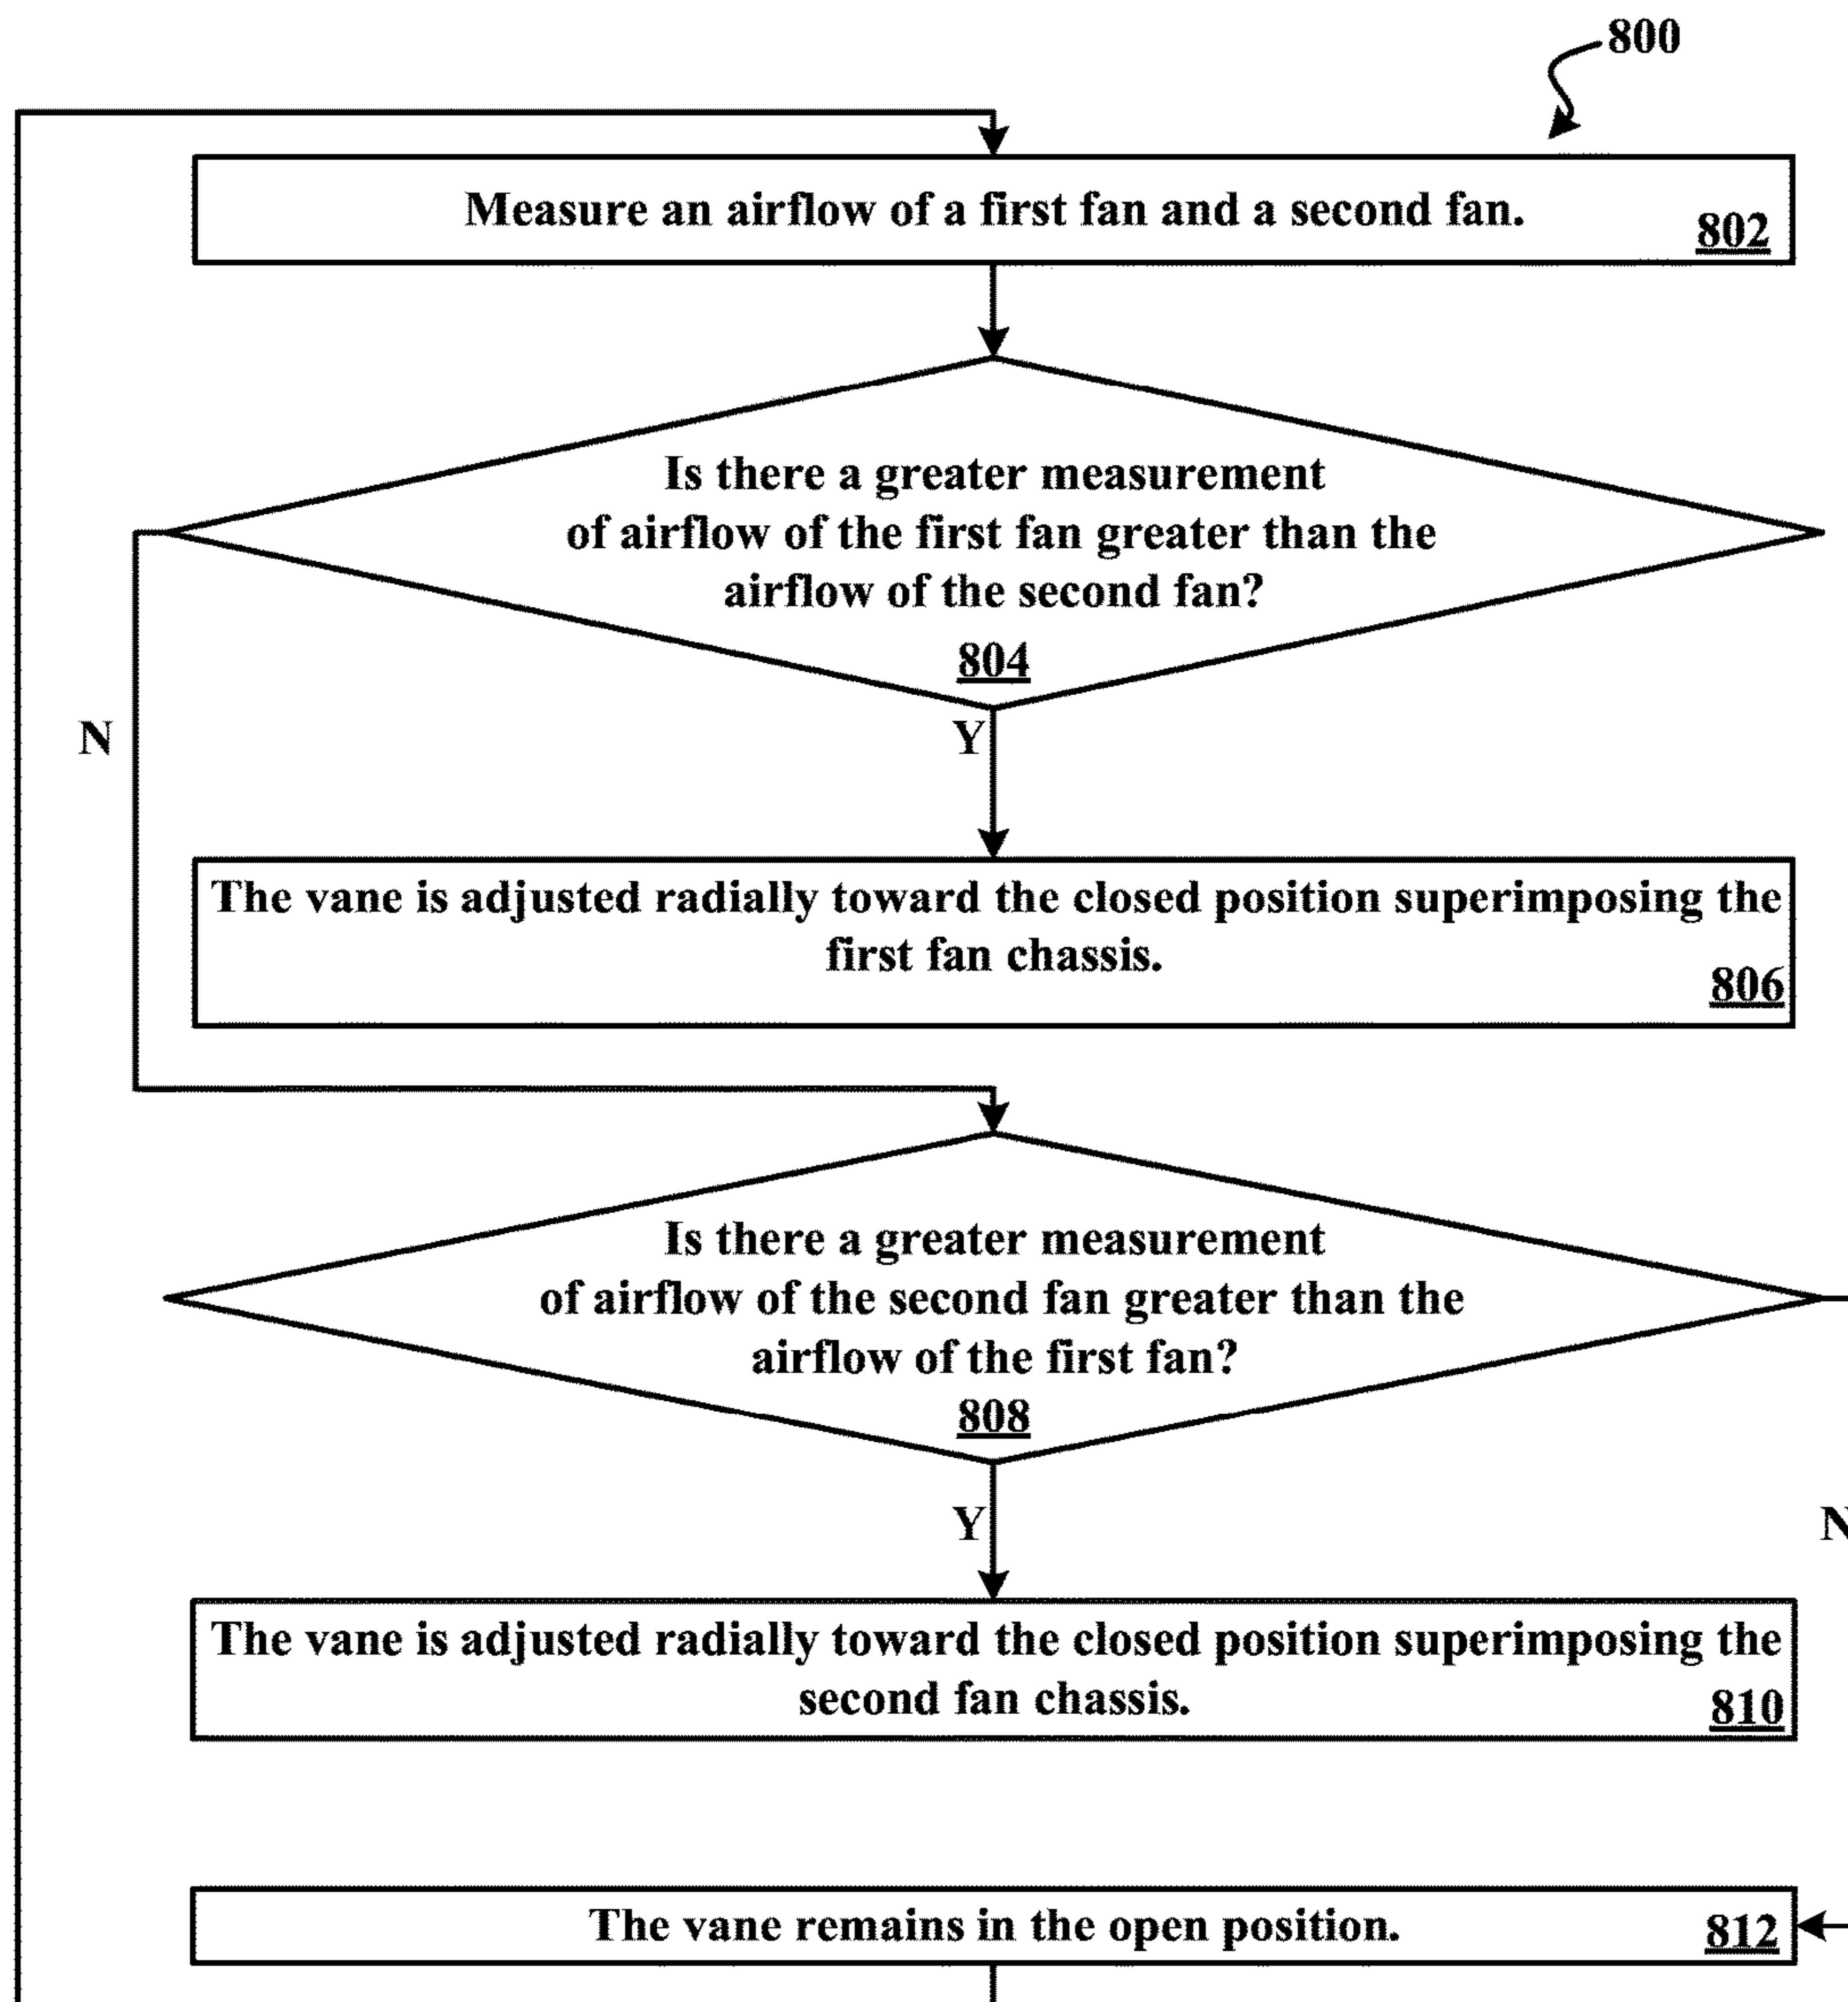 800
Measure an airflow of a first fan and a second fan.
802
Is there a greater measurement
of airflow of the first fan greater than the
airflow of the second fan?
804
N
Y
The vane is adjusted radially toward the closed position superimposing the
first fan chassis.
806
Is there a greater measurement
of airflow of the second fan greater than the
airflow of the first fan?
808
Y
N
The vane is adjusted radially toward the closed position superimposing the
second fan chassis.
810
The vane remains in the open position.
812